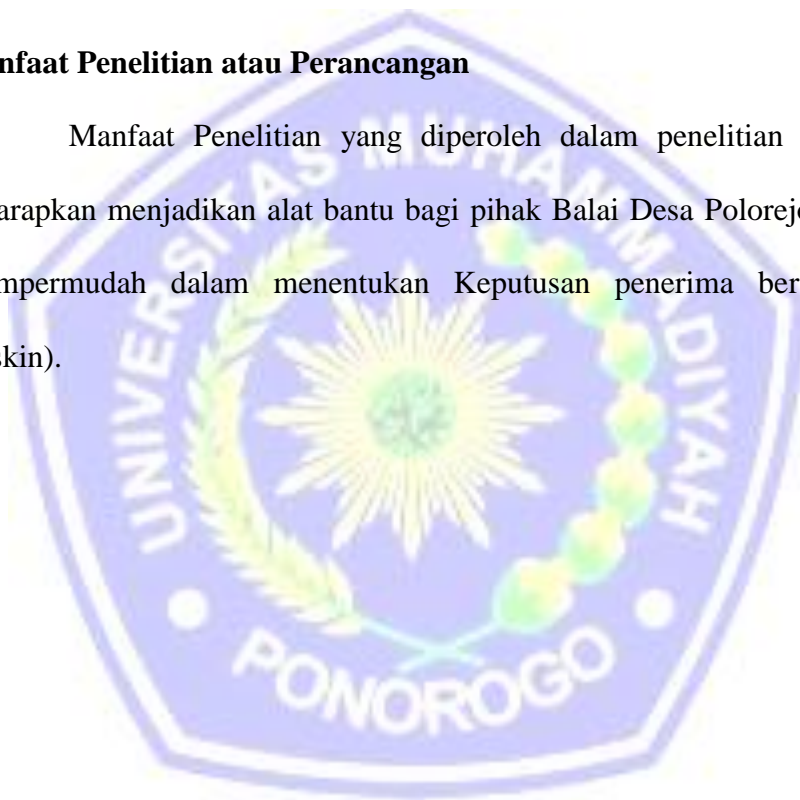 nfaat Penelitian atau Perancangan
Manfaat Penelitian yang diperoleh dalam penelitian
arapkan menjadikan alat bantu bagi pihak Balai Desa Polorejo
mpermudah dalam menentukan Keputusan penerima ber
skin).
UNIVERSITAS MUHAMMADIYAH
PONOROGO